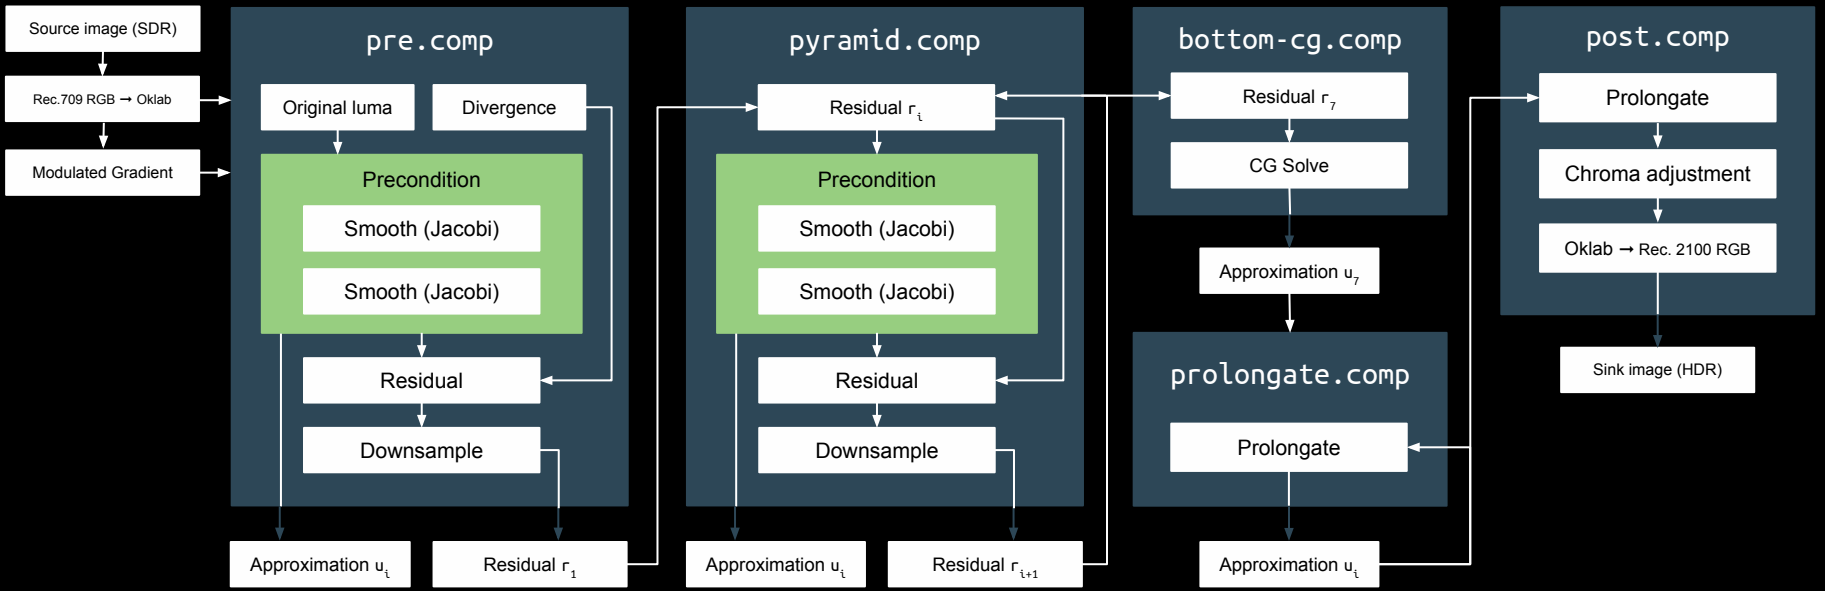 Source image (SDR)
Rec.709 RGB → Oklab
Modulated Gradient
pre.comp
Original luma
Divergence
Precondition
Smooth (Jacobi)
Smooth (Jacobi)
Residual
Downsample
Approximation u_i
Residual r_1
pyramid.comp
Residual r_i
Precondition
Smooth (Jacobi)
Smooth (Jacobi)
Residual
Downsample
Approximation u_i
Residual r_i+1
bottom-cg.comp
Residual r_7
CG Solve
Approximation u_7
prolongate.comp
Prolongate
Approximation u_i
post.comp
Prolongate
Chroma adjustment
Oklab → Rec. 2100 RGB
Sink image (HDR)